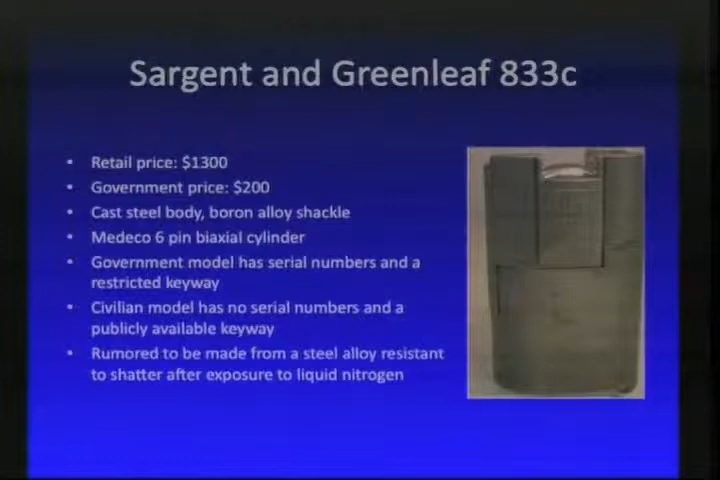 Sargent and Greenleaf 833c
• Retail price: $1300
• Government price: $200
• Cast steel body, boron alloy shackle
• Medeco 6 pin biaxial cylinder
• Government model has serial numbers and a
restricted keyway
• Civilian model has no serial numbers and a
publicly available keyway
• Rumored to be made from a steel alloy resistant
to shatter after exposure to liquid nitrogen